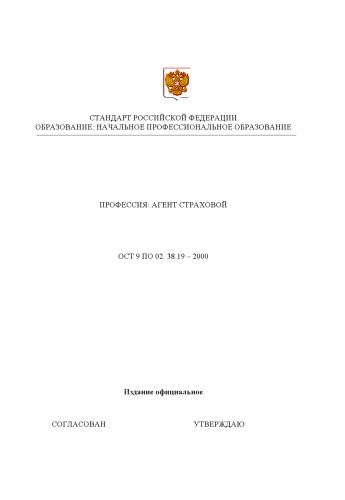 СТАНДАРТ РОССИЙСКОЙ ФЕДЕРАЦИИ
ОБРАЗОВАНИЕ: НАЧАЛЬНОЕ ПРОФЕССИОНАЛЬНОЕ ОБРАЗОВАНИЕ
ПРОФЕССИЯ: АГЕНТ СТРАХОВОЙ
ОСТ 9 ПО 02. 38.19 – 2000
Издание официальное
СОГЛАСОВАН УТВЕРЖДАЮ